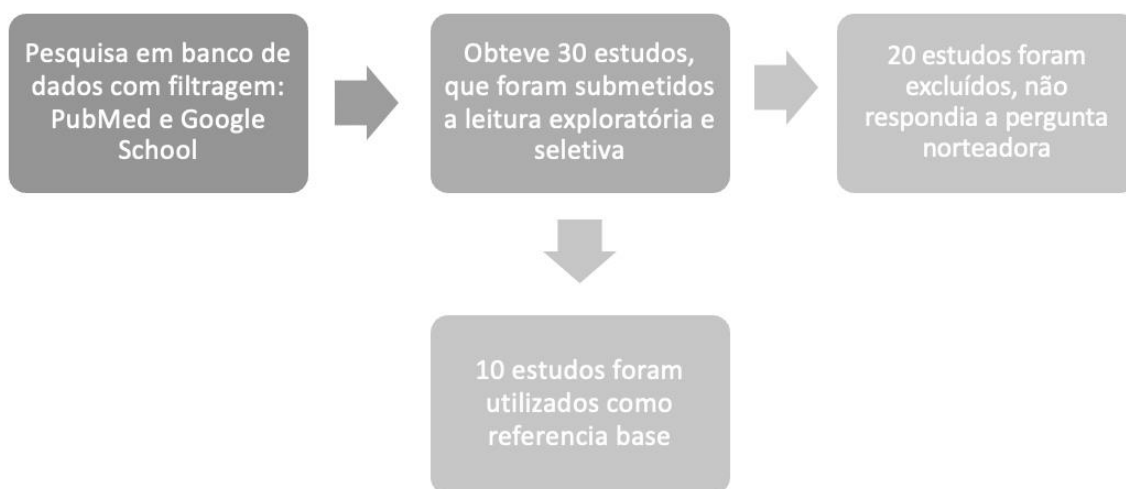 Pesquisa em banco de
dados com filtragem:
PubMed e Google
School
Obteve 30 estudos,
que foram submetidos
a leitura exploratória e
seletiva
20 estudos foram
excluídos, não
respondia a pergunta
norteadora
10 estudos foram
utilizados como
referencia base